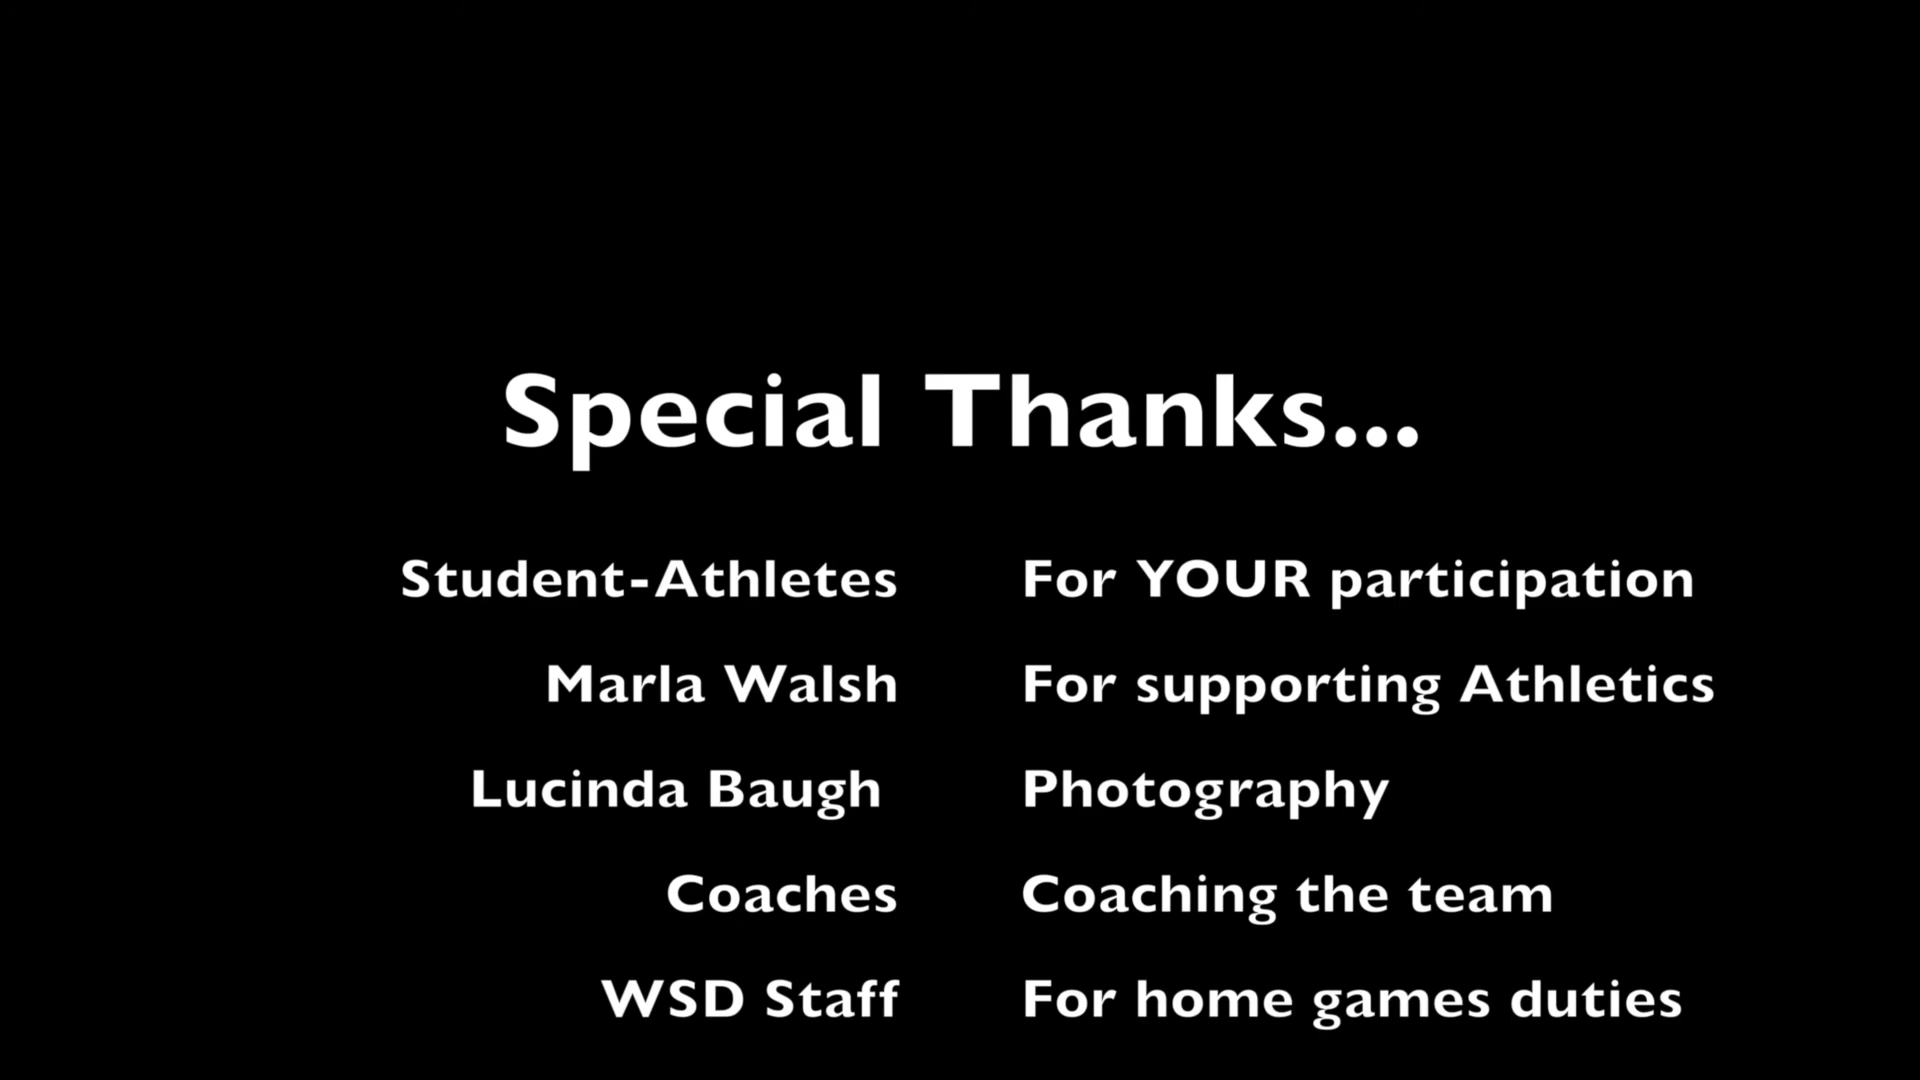 Special Thanks...
Student-Athletes For YOUR participation
Marla Walsh For supporting Athletics
Lucinda Baugh Photography
Coaches Coaching the team
WSD Staff For home games duties